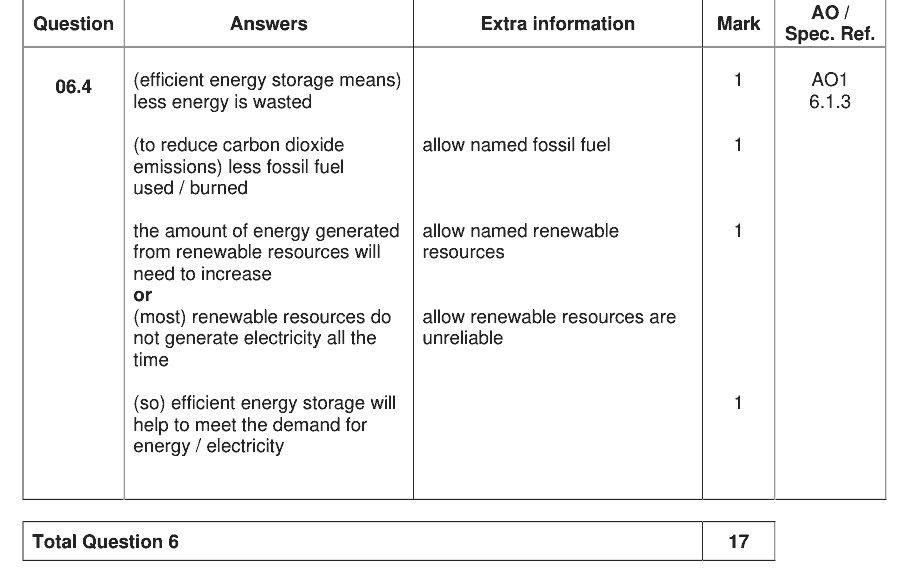 Question Answers Extra information Mark AO /
Spec. Ref.
06.4 (efficient energy storage means) 1 AO1
less energy is wasted 6.1.3
(to reduce carbon dioxide allow named fossil fuel 1
emissions) less fossil fuel
used / burned
the amount of energy generated allow named renewable 1
from renewable resources will resources
need to increase
or
(most) renewable resources do allow renewable resources are
not generate electricity all the unreliable
time
(so) efficient energy storage will 1
help to meet the demand for
energy / electricity
Total Question 6 17